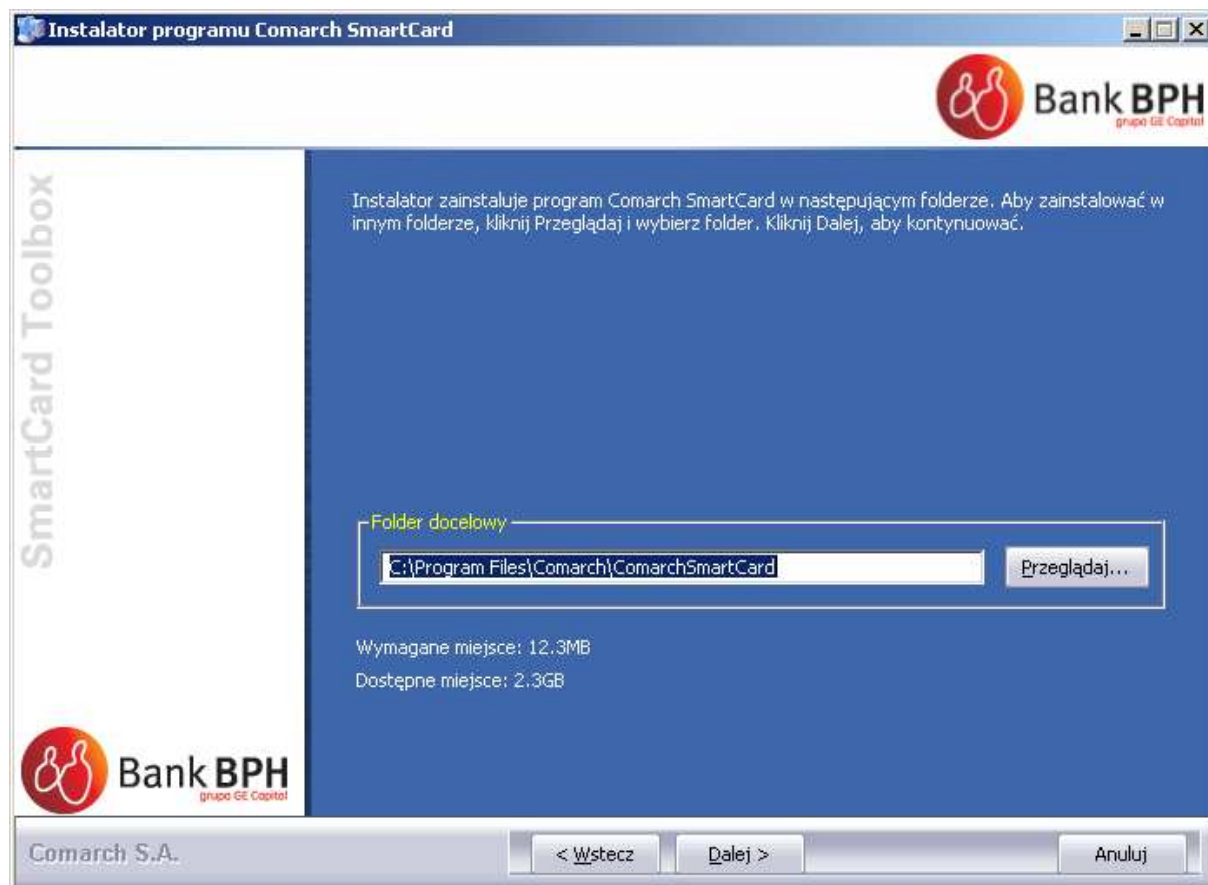 Instalator programu Comarch SmartCard
Bank BPH
grupa GE Capital
SmartCard Toolbox
Instalator zainstaluje program Comarch SmartCard w następującym folderze. Aby zainstalować w
innym folderze, kliknij Przeglądaj i wybierz folder. Kliknij Dalej, aby kontynuować.
Folder docelowy
C:\Program Files\Comarch\ComarchSmartCard
Przeglądaj...
Wymagane miejsce: 12.3MB
Dostępne miejsce: 2.3GB
Bank BPH
grupa GE Capital
Comarch S.A.
< Wstecz
Dalej >
Anuluj